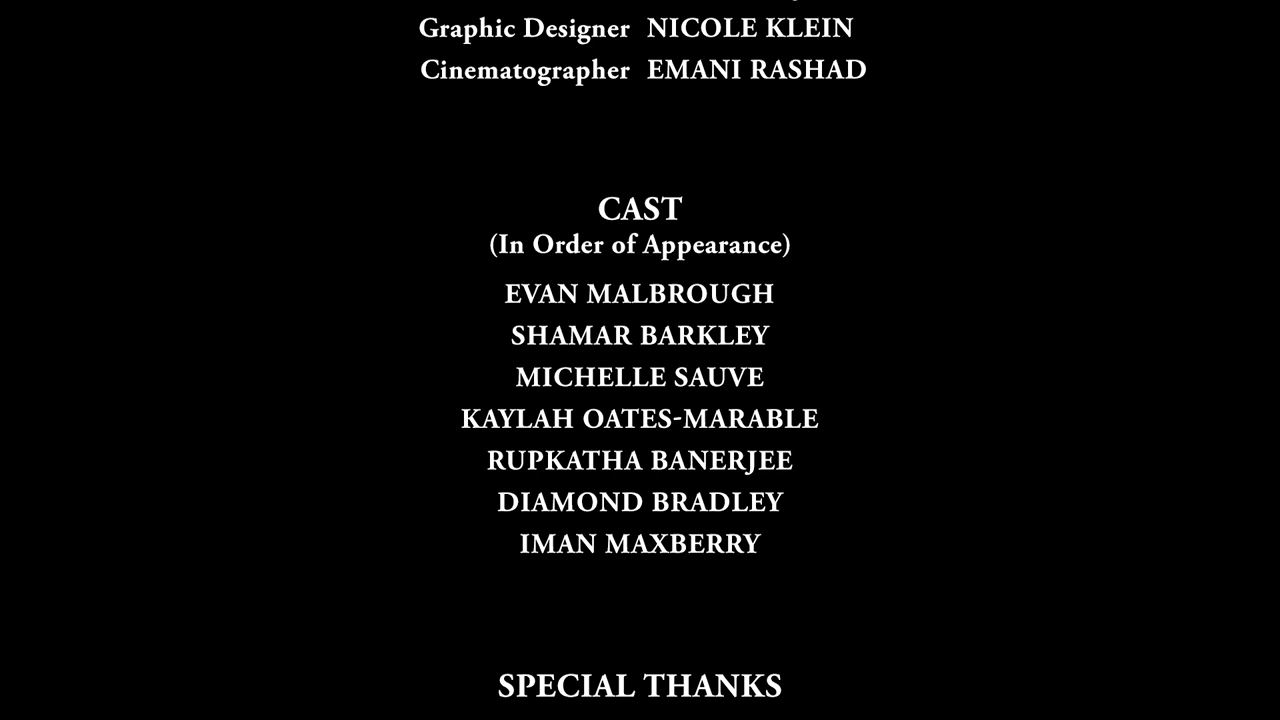 Graphic Designer NICOLE KLEIN
Cinematographer EMANI RASHAD
CAST
(In Order of Appearance)
EVAN MALBROUGH
SHAMAR BARKLEY
MICHELLE SAUVE
KAYLAH OATES-MARABLE
RUPKATHA BANERJEE
DIAMOND BRADLEY
IMAN MAXBERRY
SPECIAL THANKS